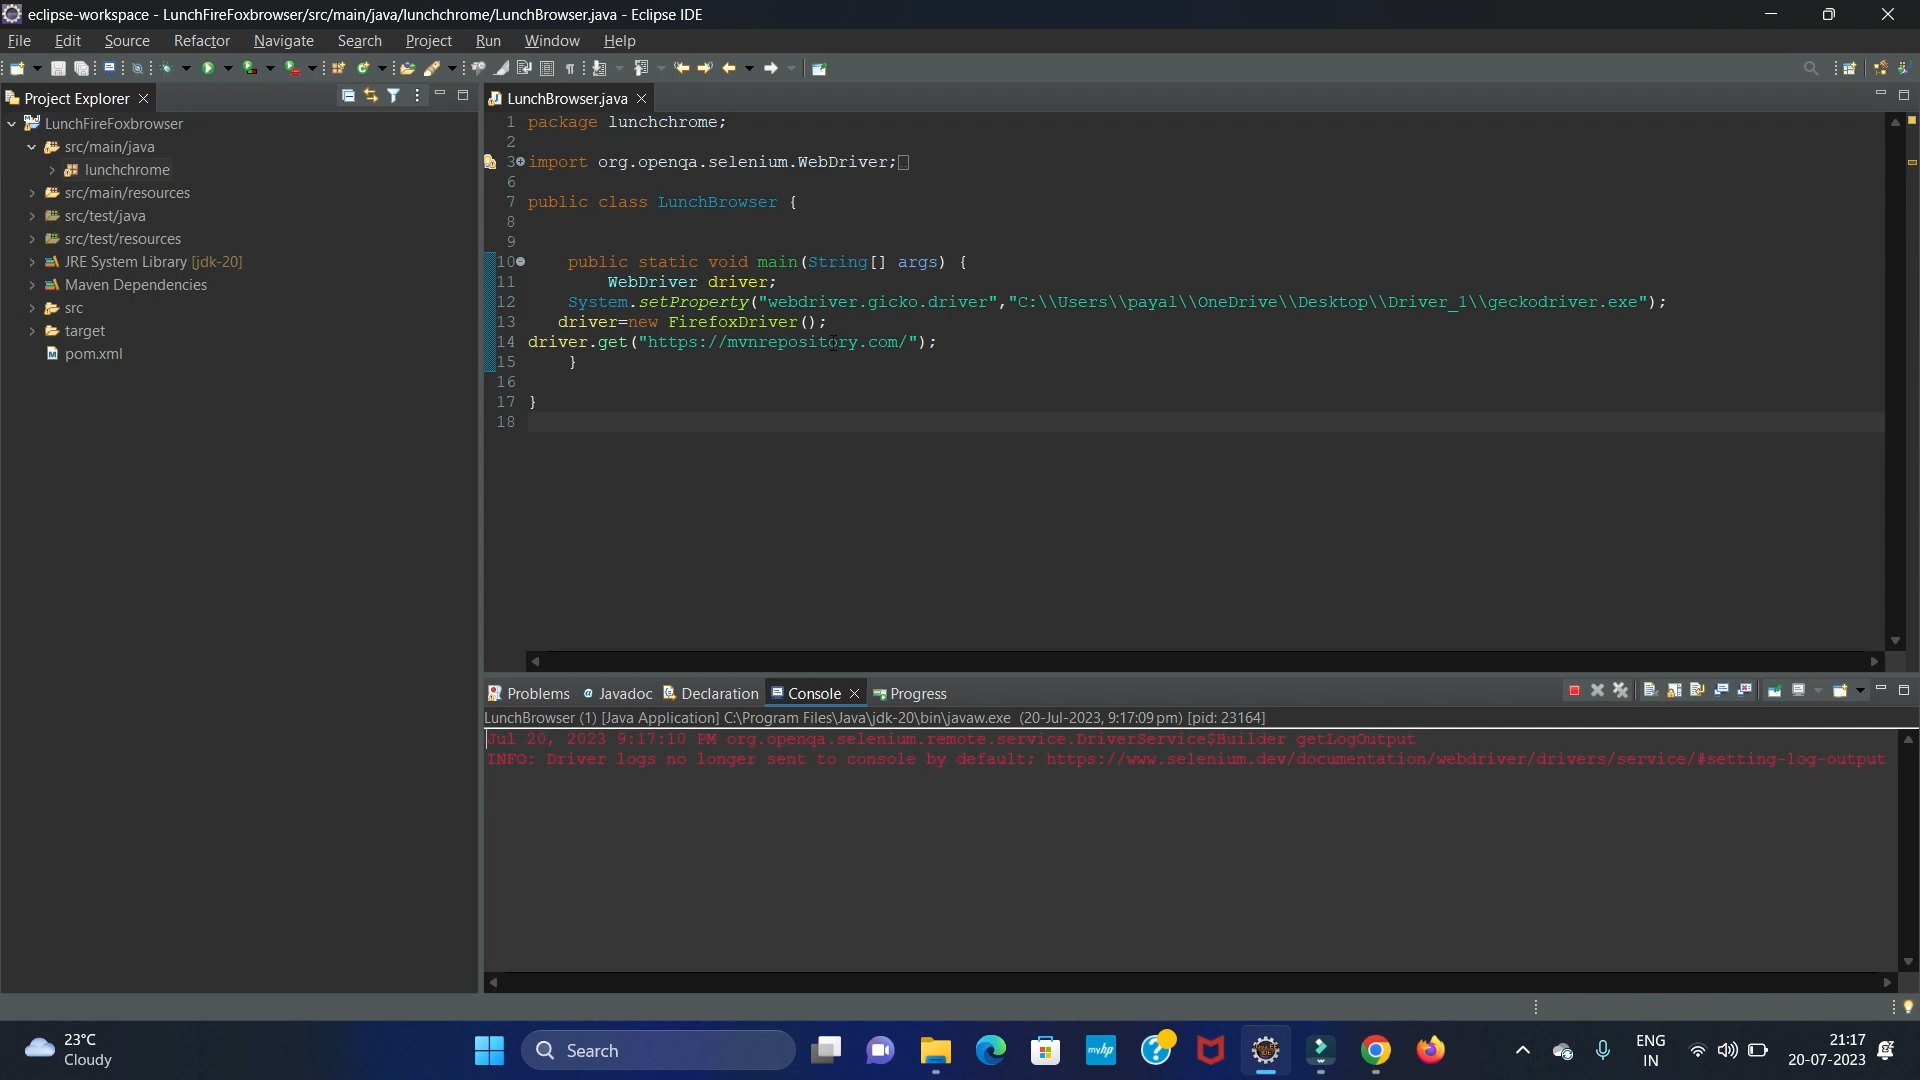 eclipse-workspace - LunchFireFoxbrowser/src/main/java/lunchchrome/LunchBrowser.java - Eclipse IDE
File Edit Source Refactor Navigate Search Project Run Window Help
Project Explorer
LunchFireFoxbrowser
src/main/java
lunchchrome
src/main/resources
src/test/java
src/test/resources
JRE System Library [jdk-20]
Maven Dependencies
src
target
pom.xml
LunchBrowser.java
1 package lunchchrome;
2
3 import org.openqa.selenium.WebDriver;
6
7 public class LunchBrowser {
8
9
10 public static void main(String[] args) {
11 WebDriver driver;
12 System.setProperty("webdriver.gicko.driver","C:\\Users\\payal\\OneDrive\\Desktop\\Driver_1\\geckodriver.exe");
13 driver=new FirefoxDriver();
14 driver.get("https://mvnrepository.com/");
15 }
16
17 }
18
Problems Javadoc Declaration Console Progress
LunchBrowser (1) [Java Application] C:\Program Files\Java\jdk-20\bin\javaw.exe (20-Jul-2023, 9:17:09 pm) [pid: 23164]
Jul 20, 2023 9:17:10 PM org.openqa.selenium.remote.service.DriverService$Builder getLogOutput
INFO: Driver logs no longer sent to console by default; https://www.selenium.dev/documentation/webdriver/drivers/service/#setting-log-output
23°C
Cloudy
Search
myhp
ENG
IN
21:17
20-07-2023